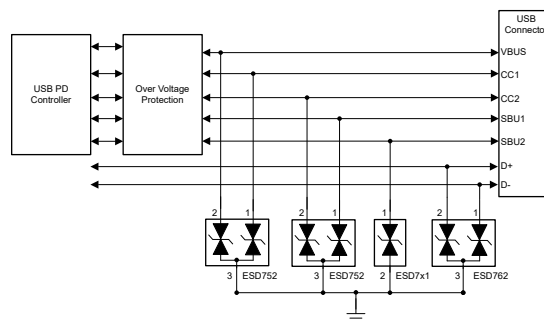 USB
Connector
VBUS
USB PD
Controller
Over Voltage
Protection
CC1
CC2
SBU1
SBU2
D+
D-
2 1 2 1 1 1 2
3 ESD752 3 ESD752 2 ESD7x1 3 ESD762